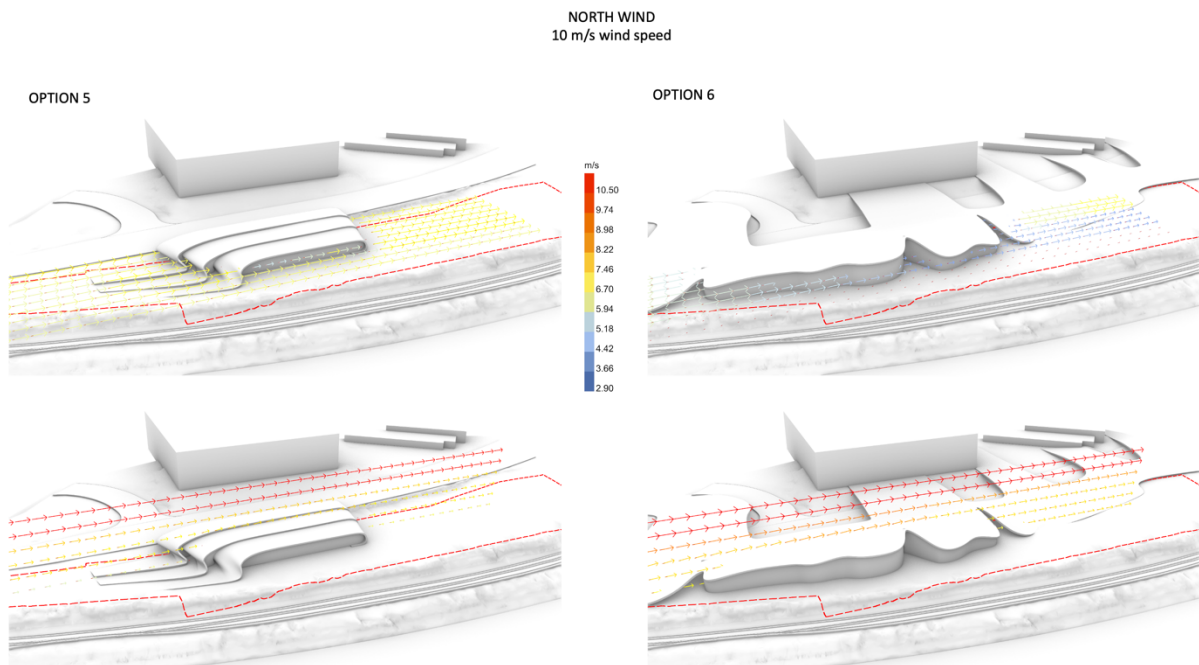 NORTH WIND
10 m/s wind speed
OPTION 5
OPTION 6
m/s
10.50
9.74
8.98
8.22
7.46
6.70
5.94
5.18
4.42
3.66
2.90